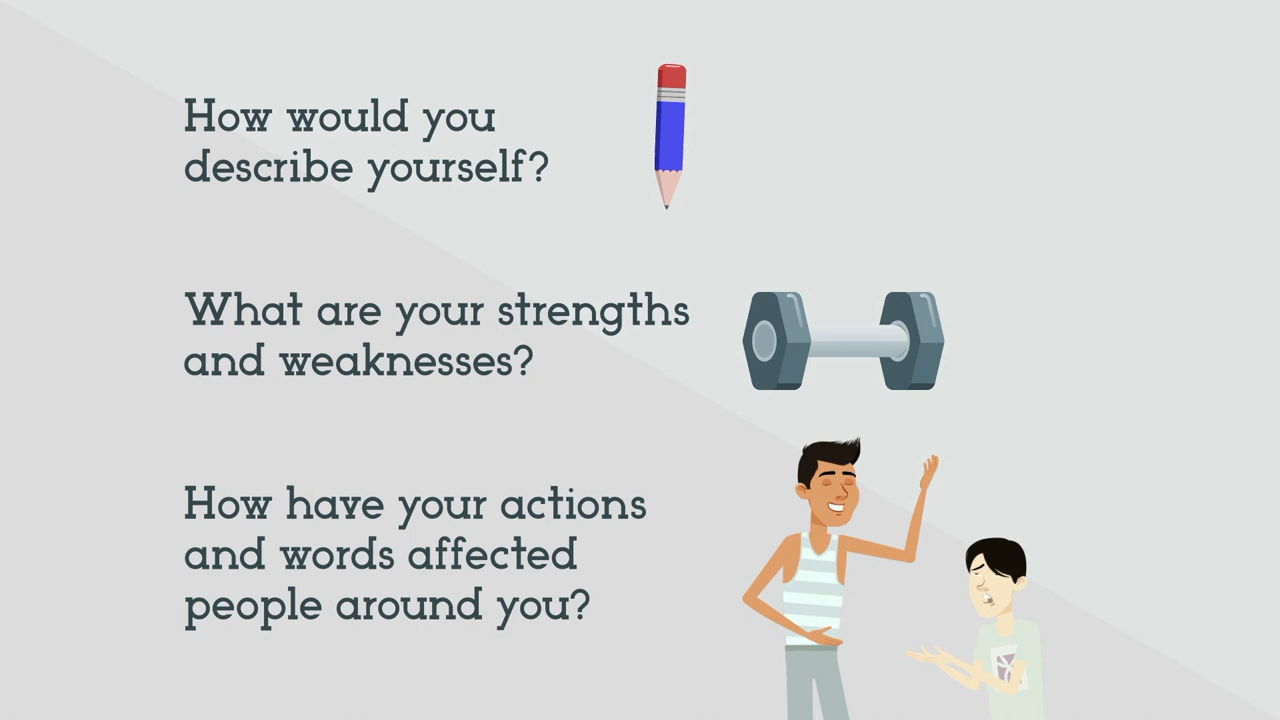 How would you
describe yourself?
What are your strengths
and weaknesses?
How have your actions
and words affected
people around you?